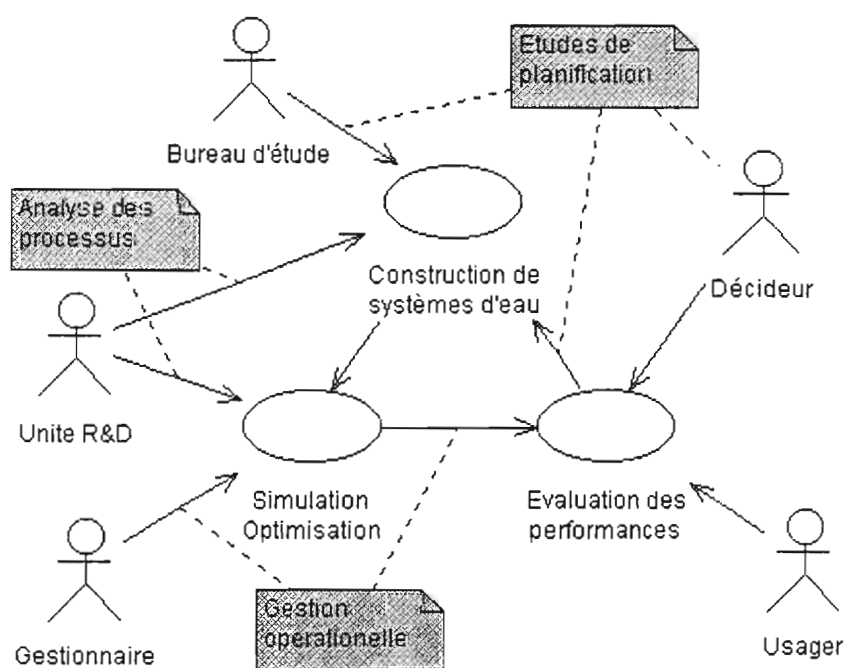 Etudes de
planification
Bureau d'étude
Analyse des
processus
Construction de
systèmes d'eau
Décideur
Unite R&D
Simulation
Optimisation
Evaluation des
performances
Gestion
operationelle
Gestionnaire
Usager